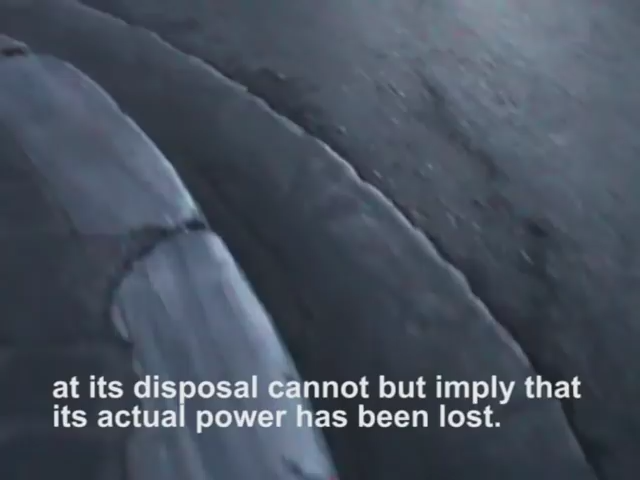 at its disposal cannot but imply that
its actual power has been lost.